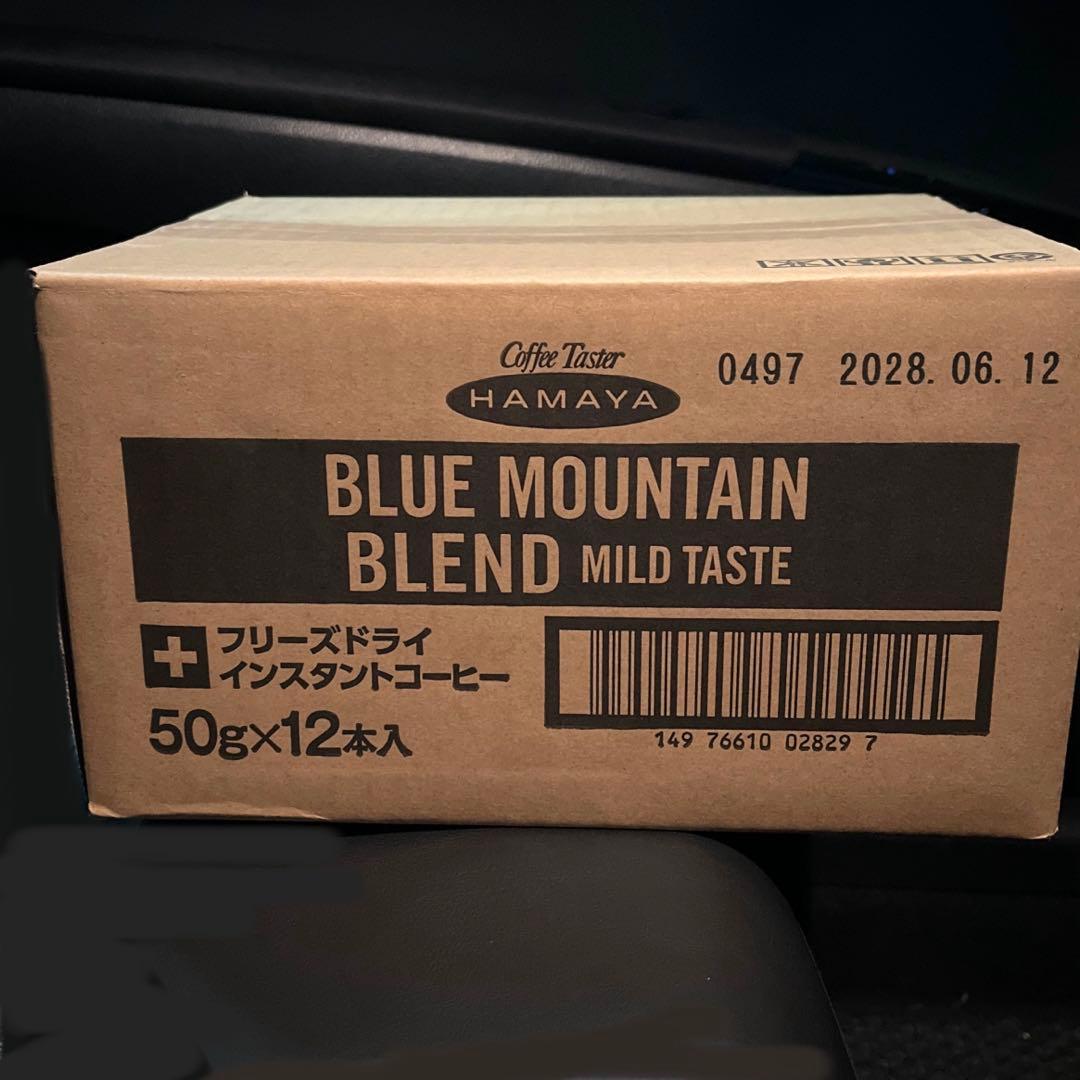 Coffee Taster
HAMAYA
0497 2028.06.12
BLUE MOUNTAIN
BLEND MILD TASTE
フリーズドライ
インスタントコーヒー
50g×12本入
149 76610 02829 7